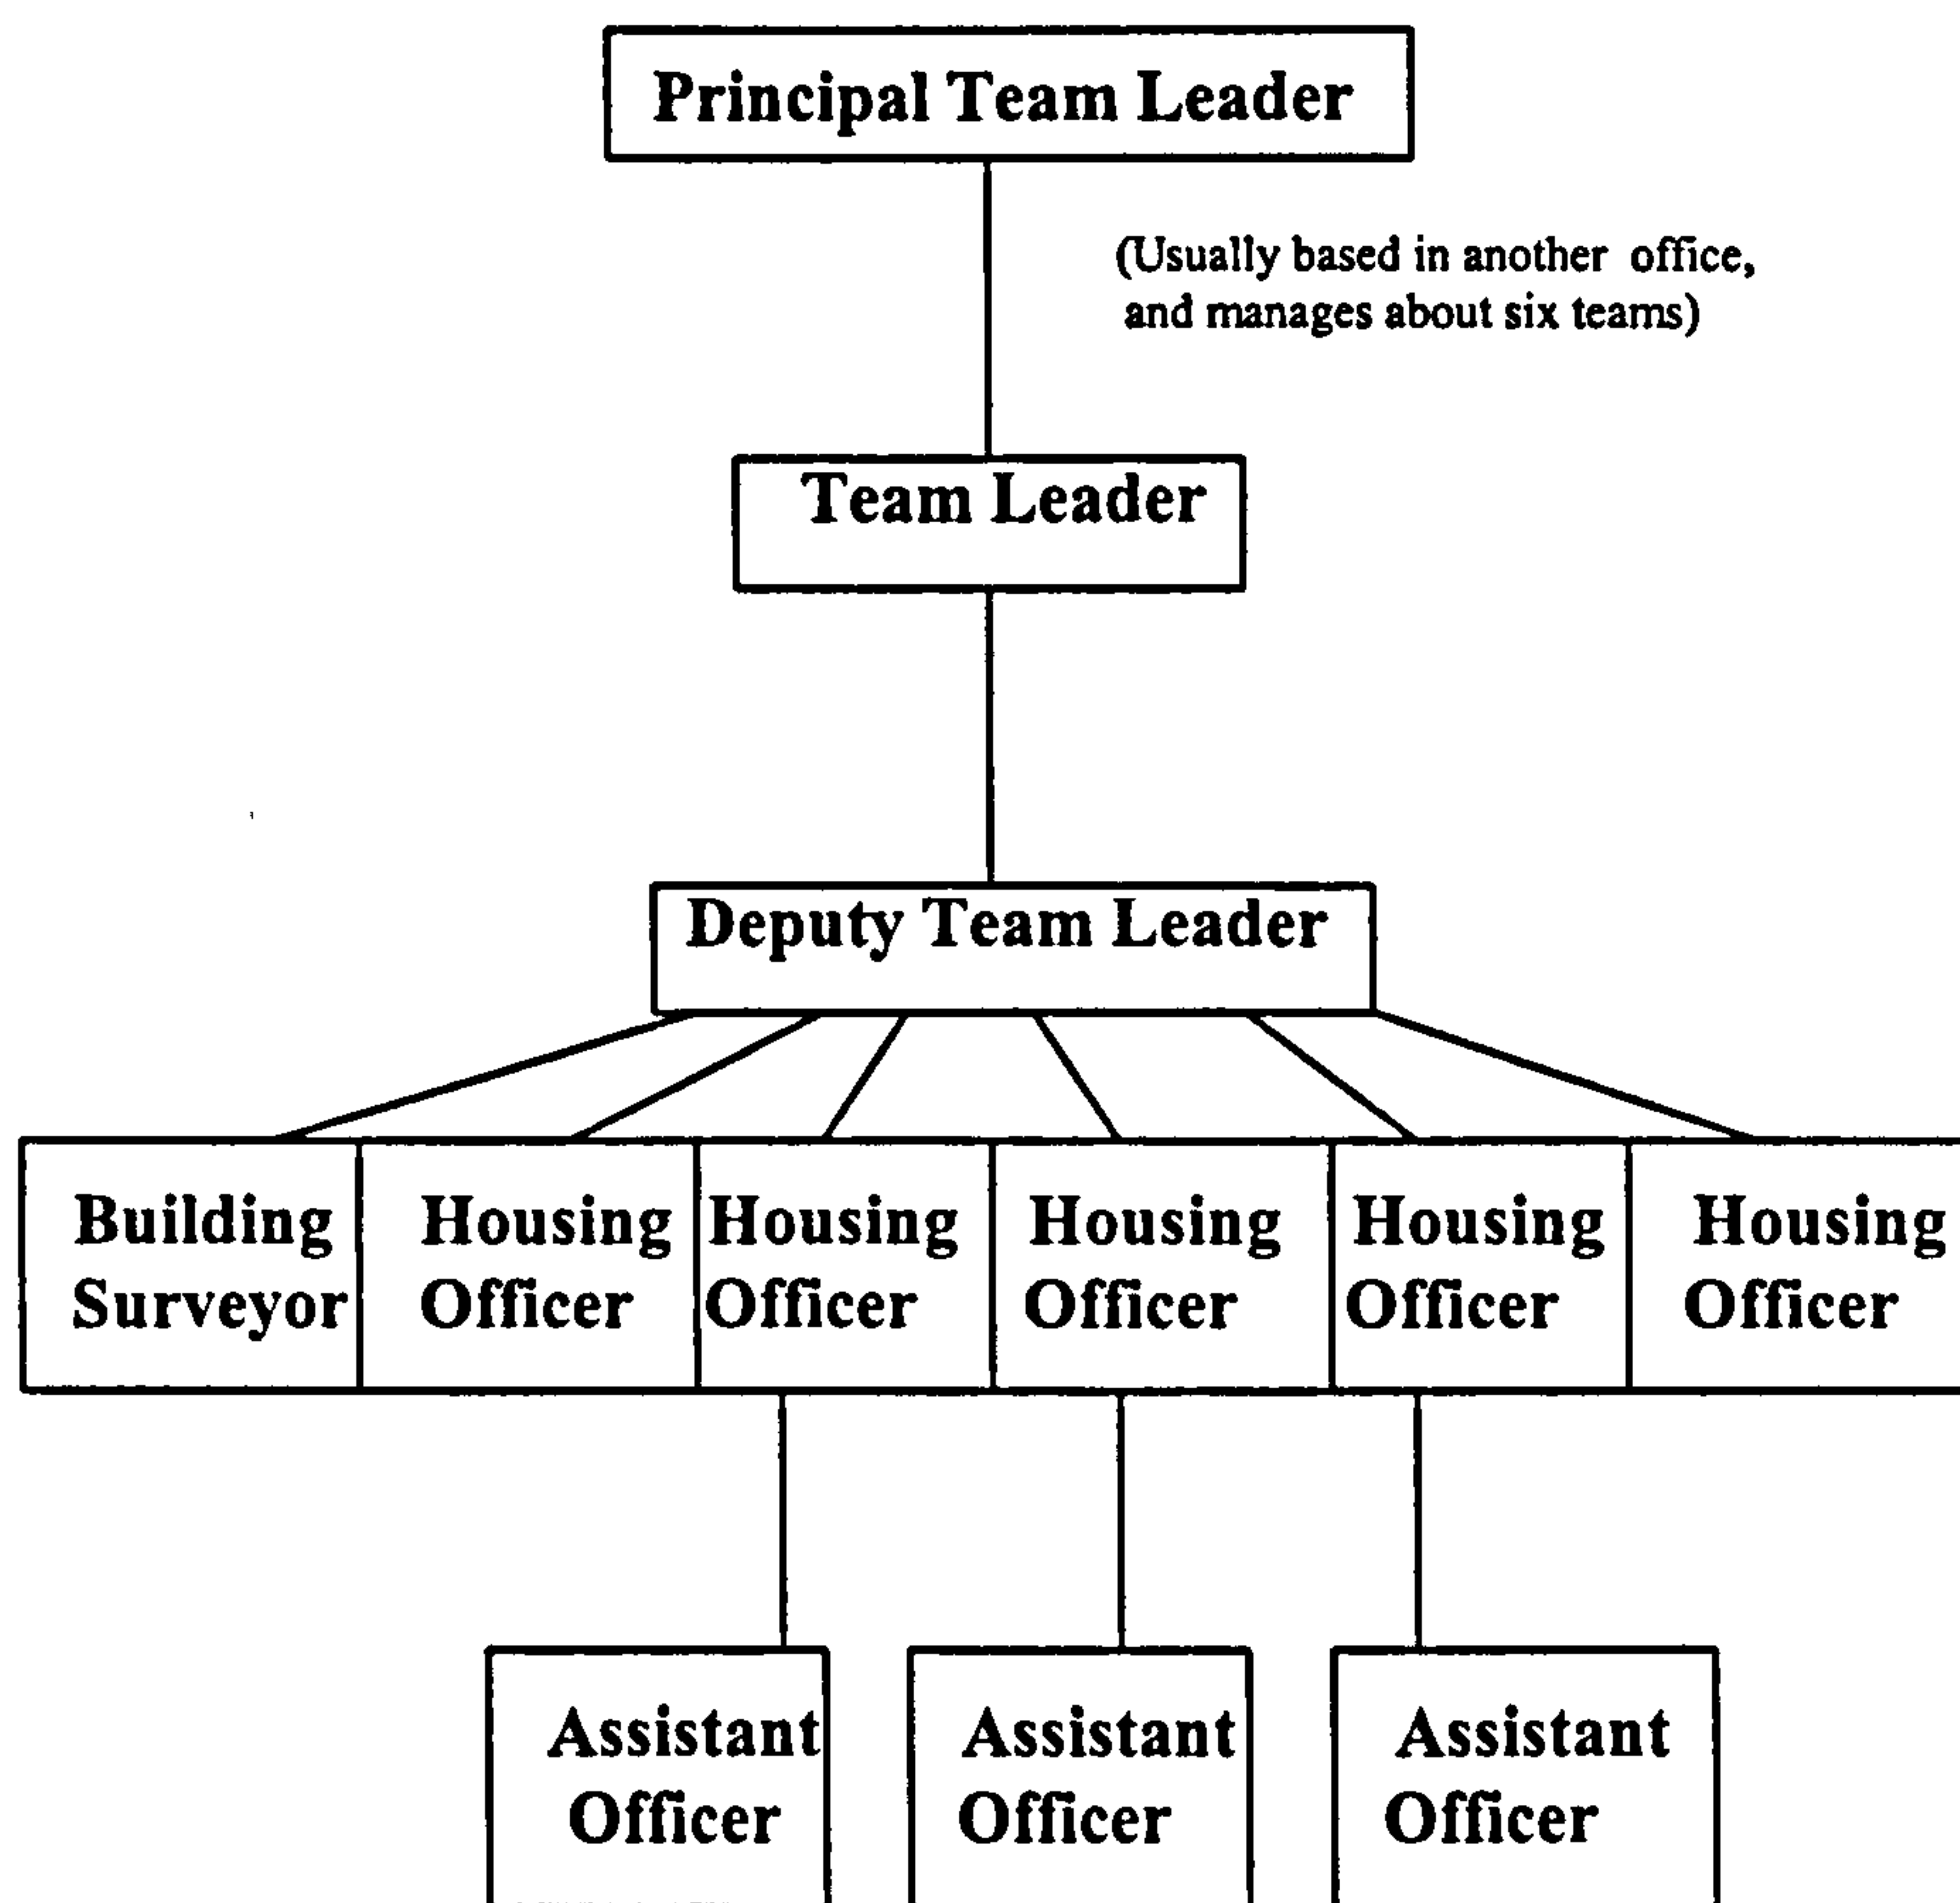 Principal Team Leader
(Usually based in another office,
and manages about six teams)
Team Leader
Deputy Team Leader
Building
Surveyor
Housing
Officer
Housing
Officer
Housing
Officer
Housing
Officer
Housing
Officer
Assistant
Officer
Assistant
Officer
Assistant
Officer